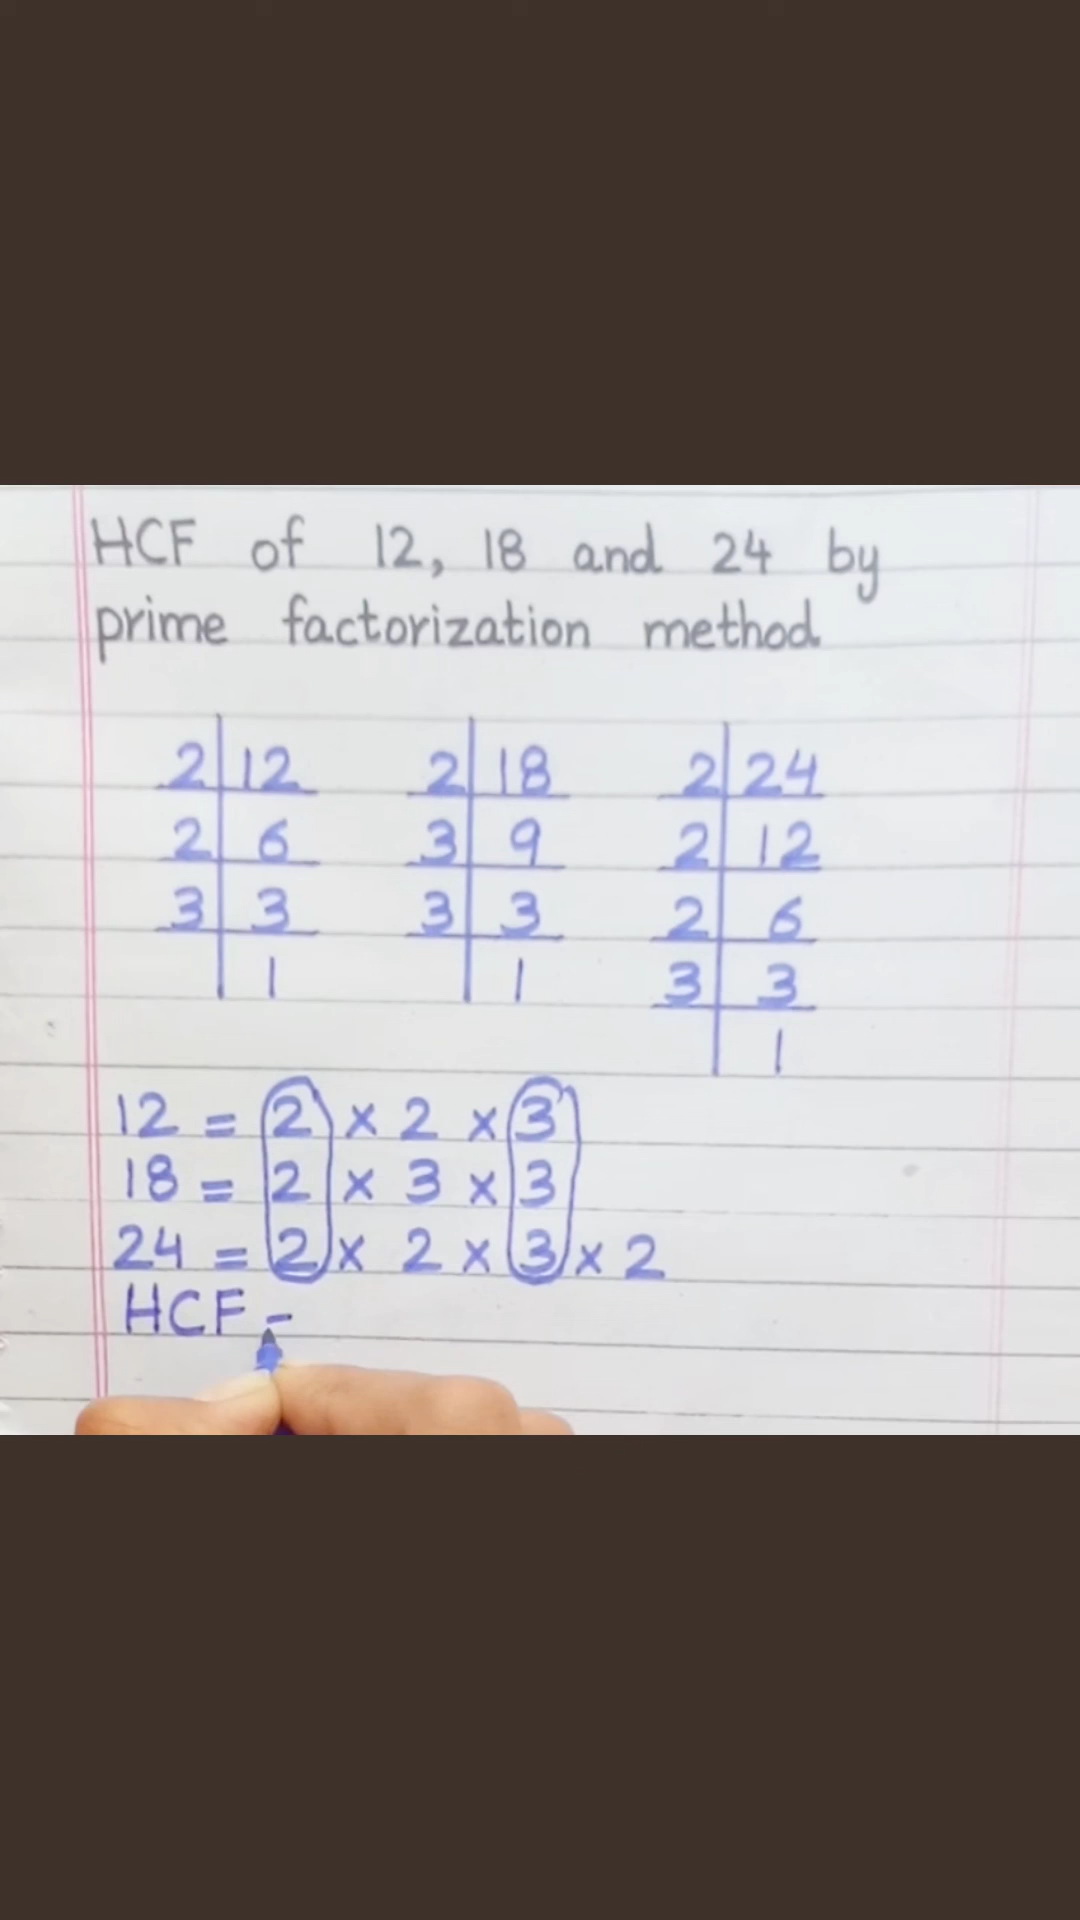 HCF of 12, 18 and 24 by
prime factorization method
2 12 2 18 2 24
2 6 3 9 2 12
3 3 3 3 2 6
1 1 3 3
1
12 = 2 x 2 x 3
18 = 2 x 3 x 3
24 = 2 x 2 x 3 x 2
HCF -